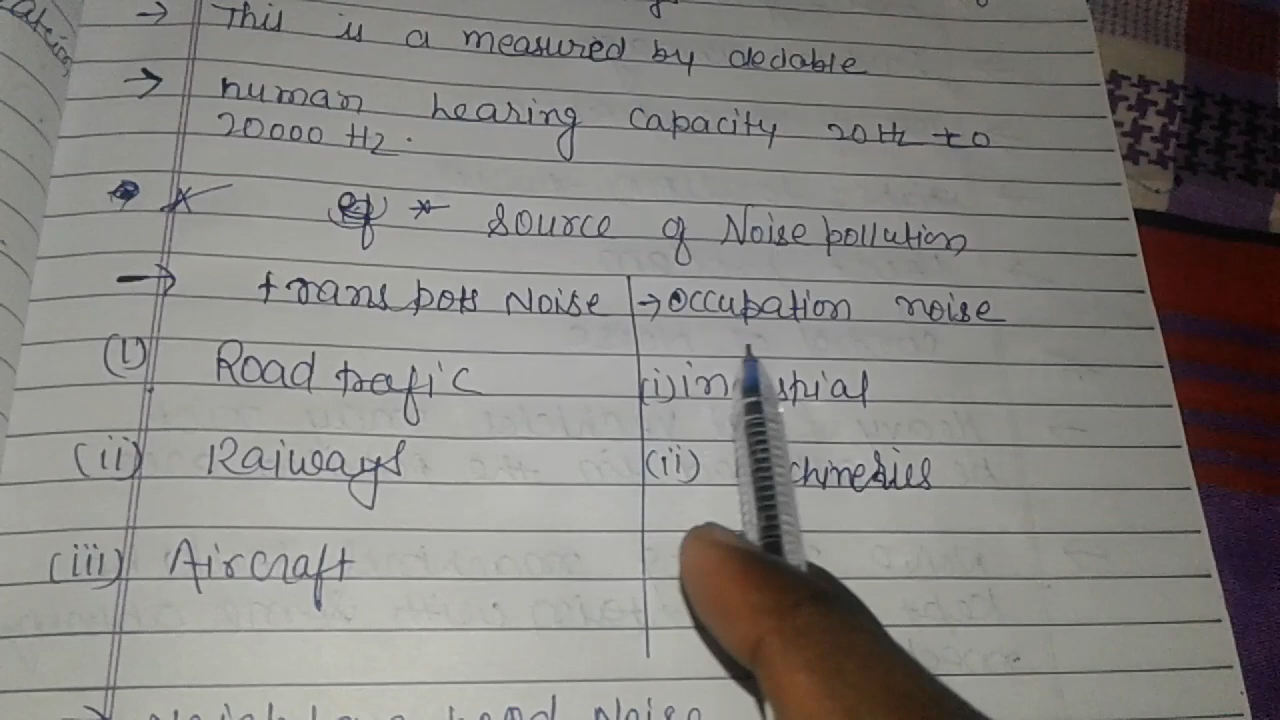 → This is a measured by decable
→ human hearing capacity 20Hz to
20000 Hz.
* Source of Noise pollution
→ transpots Noise | → occupation noise
(i) Road trafic (i)
(ii) Raiways (ii)
(iii) Aircraft
Noise